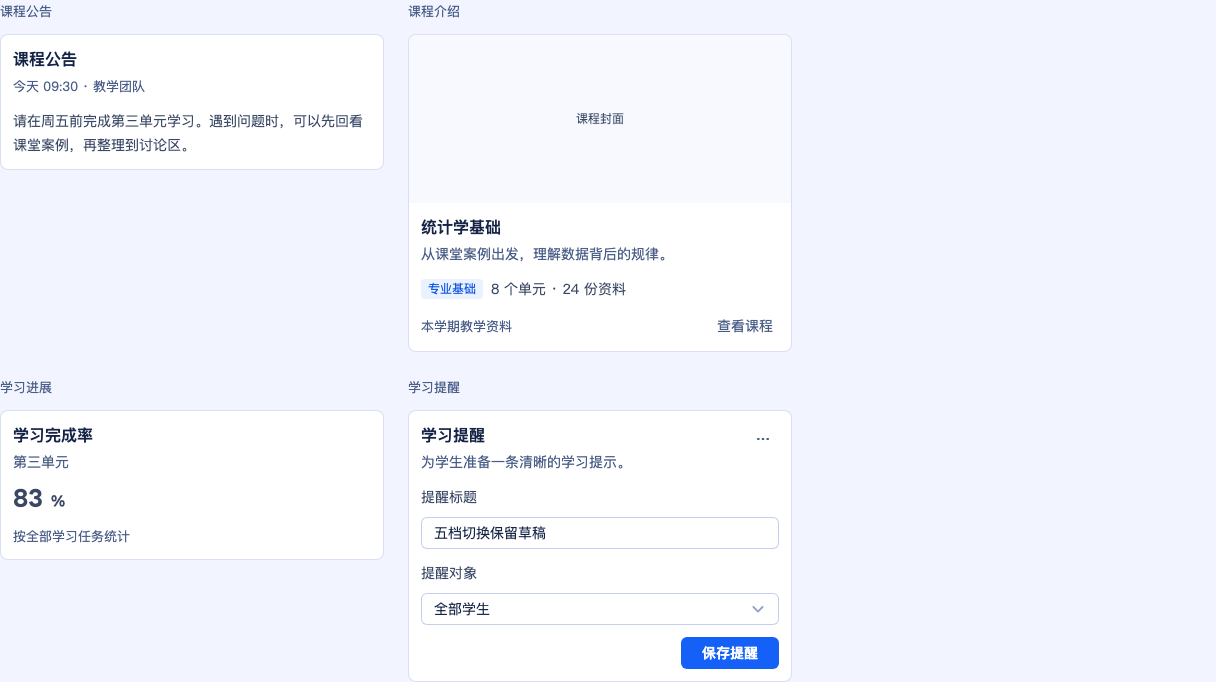 课程公告
课程公告
今天 09:30 · 教学团队
请在周五前完成第三单元学习。遇到问题时，可以先回看
课堂案例，再整理到讨论区。
课程介绍
课程封面
统计学基础
从课堂案例出发，理解数据背后的规律。
专业基础 8 个单元 · 24 份资料
本学期教学资料 查看课程
学习进展
学习完成率
第三单元
83 %
按全部学习任务统计
学习提醒
学习提醒 ...
为学生准备一条清晰的学习提示。
提醒标题
五档切换保留草稿
提醒对象
全部学生
保存提醒